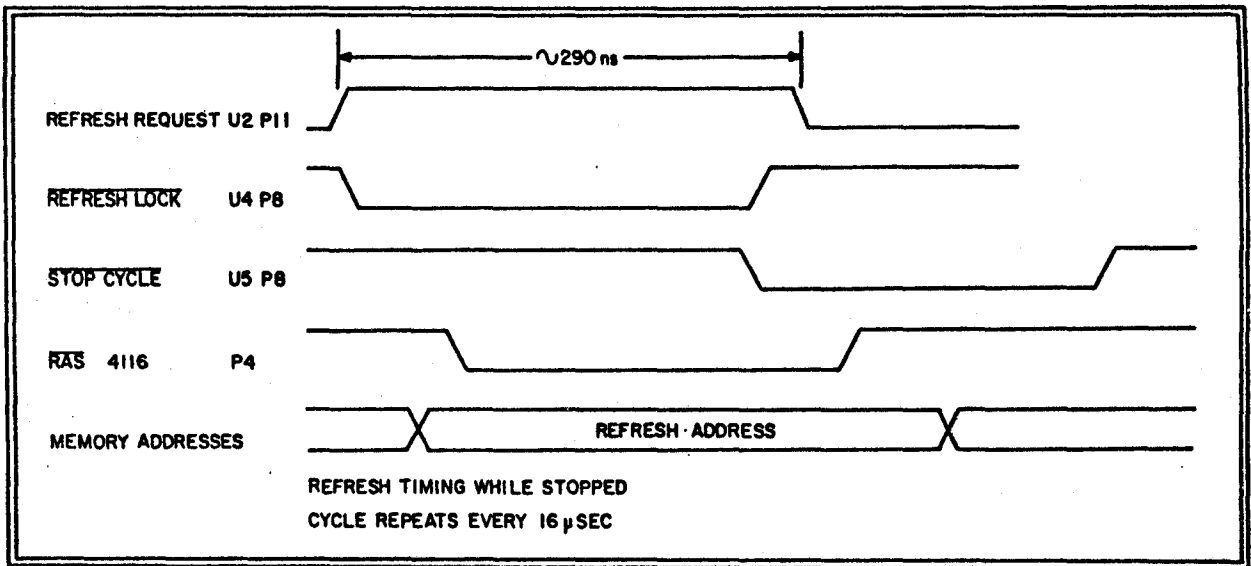 ~290 ns
REFRESH REQUEST U2 P11
REFRESH LOCK U4 P8
STOP CYCLE U5 P8
RAS 4116 P4
MEMORY ADDRESSES REFRESH · ADDRESS
REFRESH TIMING WHILE STOPPED
CYCLE REPEATS EVERY 16 µSEC